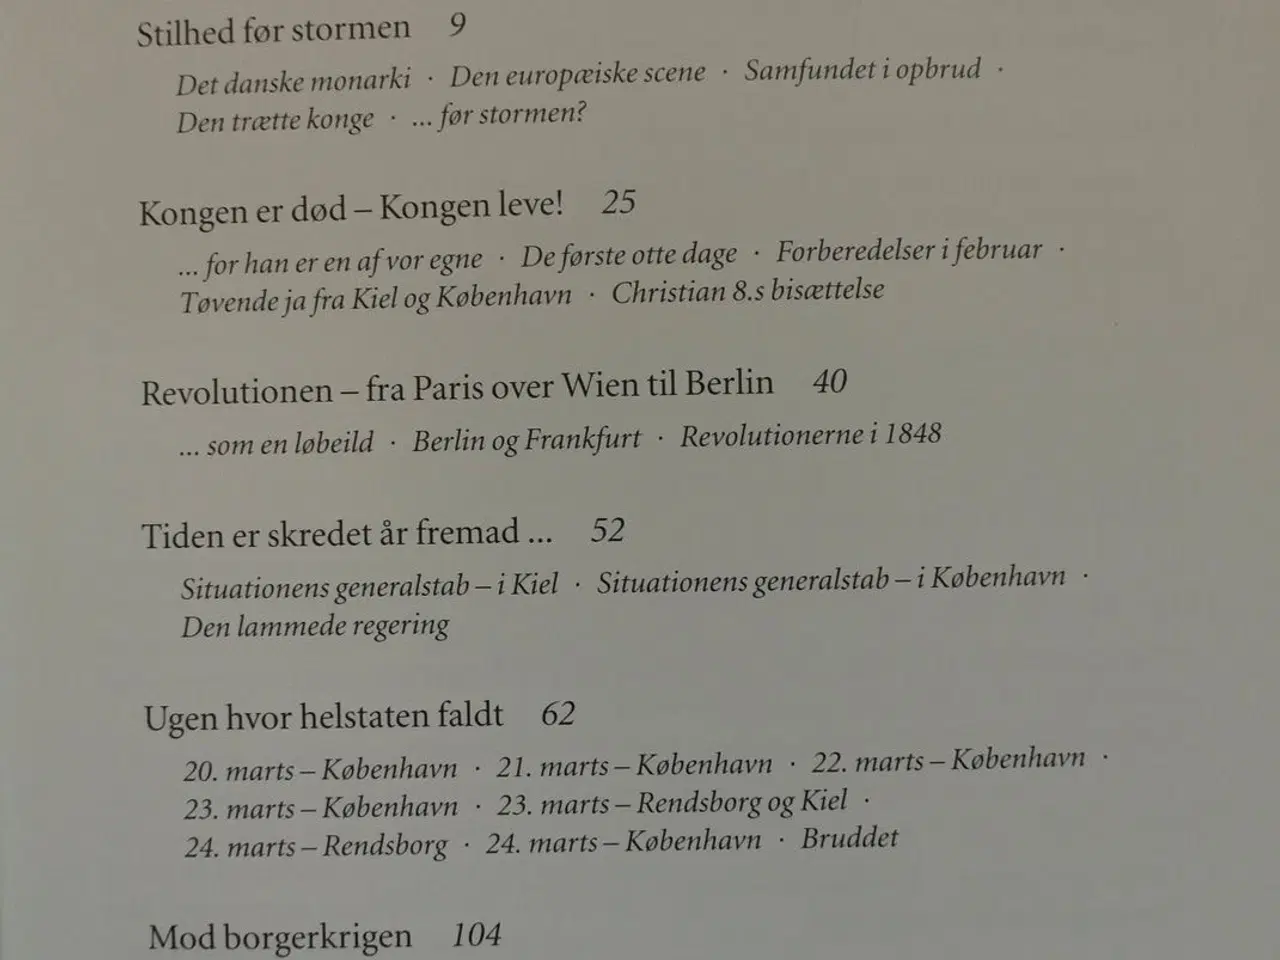 Stilhed før stormen 9
Det danske monarki · Den europæiske scene · Samfundet i opbrud ·
Den trætte konge · ... før stormen?
Kongen er død – Kongen leve! 25
... for han er en af vor egne · De første otte dage · Forberedelser i februar ·
Tøvende ja fra Kiel og København · Christian 8.s bisættelse
Revolutionen – fra Paris over Wien til Berlin 40
... som en løbeild · Berlin og Frankfurt · Revolutionerne i 1848
Tiden er skredet år fremad ... 52
Situationens generalstab – i Kiel · Situationens generalstab – i København ·
Den lammede regering
Ugen hvor helstaten faldt 62
20. marts – København · 21. marts – København · 22. marts – København ·
23. marts – København · 23. marts – Rendsborg og Kiel ·
24. marts – Rendsborg · 24. marts – København · Bruddet
Mod borgerkrigen 104